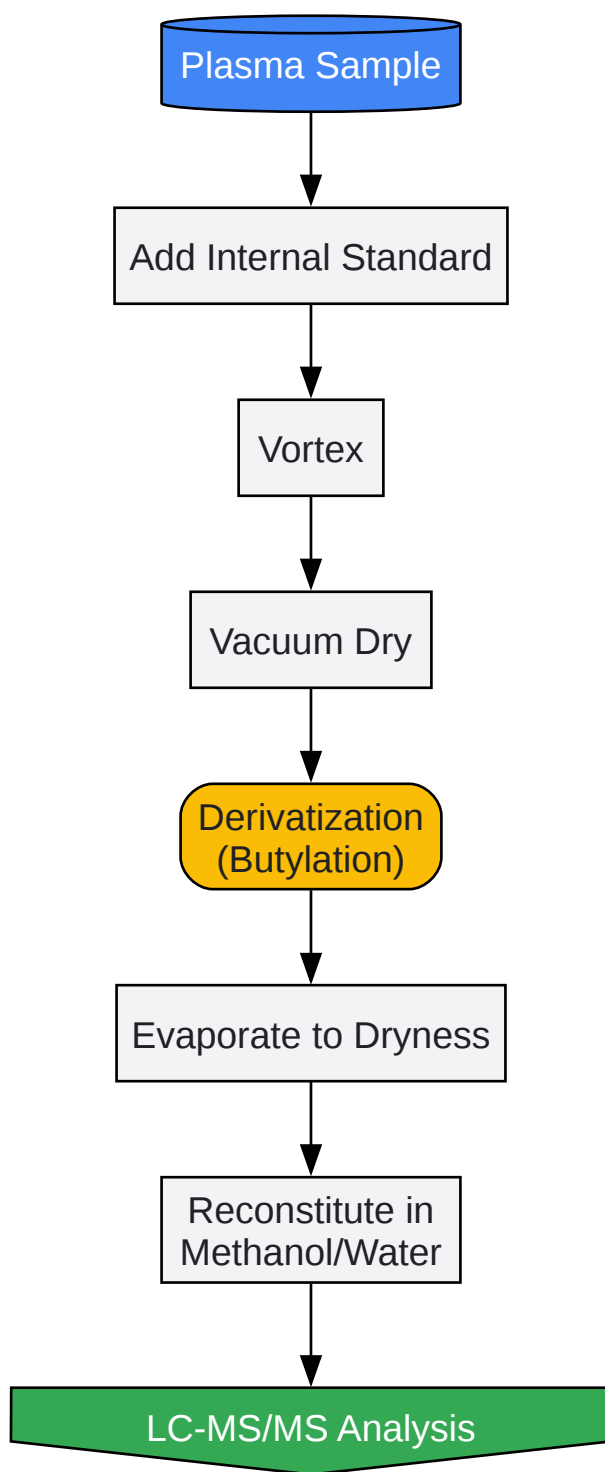 Plasma Sample
Add Internal Standard
Vortex
Vacuum Dry
Derivatization
(Butylation)
Evaporate to Dryness
Reconstitute in
Methanol/Water
LC-MS/MS Analysis